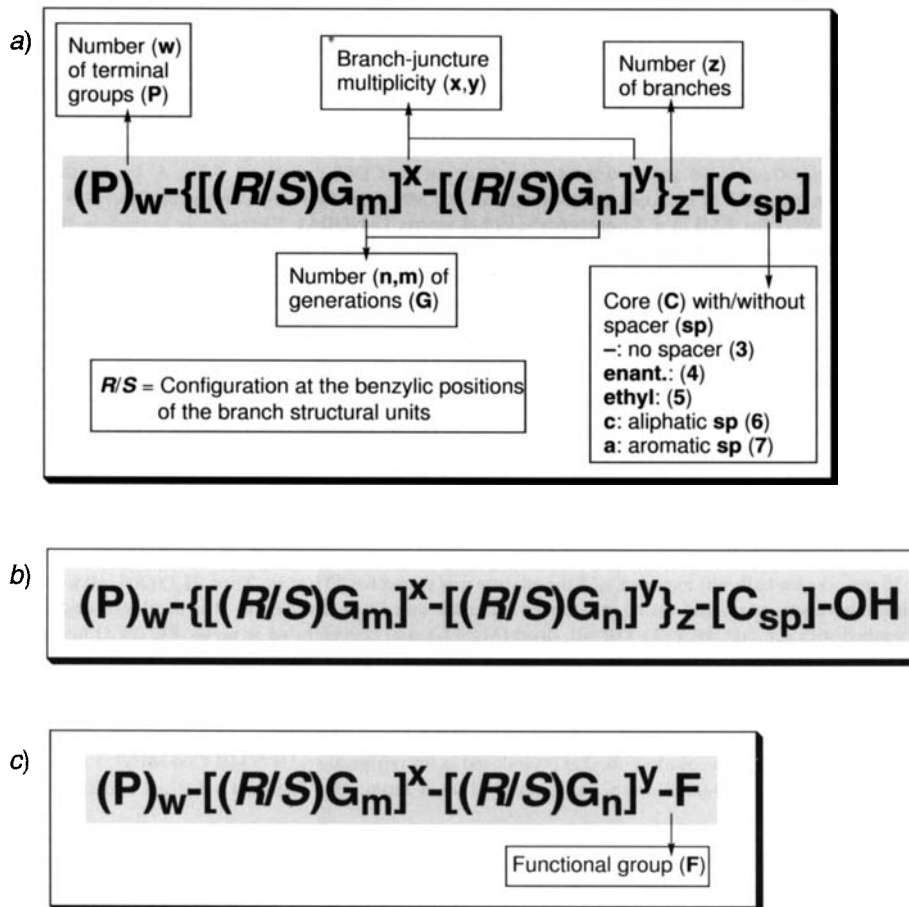 a)
Number (w)
of terminal
groups (P)
Branch-juncture
multiplicity (x,y)
Number (z)
of branches
(P)w-{[(R/S)Gm]x-[(R/S)Gn]y}z-[Csp]
Number (n,m) of
generations (G)
Core (C) with/without
spacer (sp)
–: no spacer (3)
enant.: (4)
ethyl: (5)
c: aliphatic sp (6)
a: aromatic sp (7)
R/S = Configuration at the benzylic positions
of the branch structural units
b)
(P)w-{[(R/S)Gm]x-[(R/S)Gn]y}z-[Csp]-OH
c)
(P)w-[(R/S)Gm]x-[(R/S)Gn]y-F
Functional group (F)